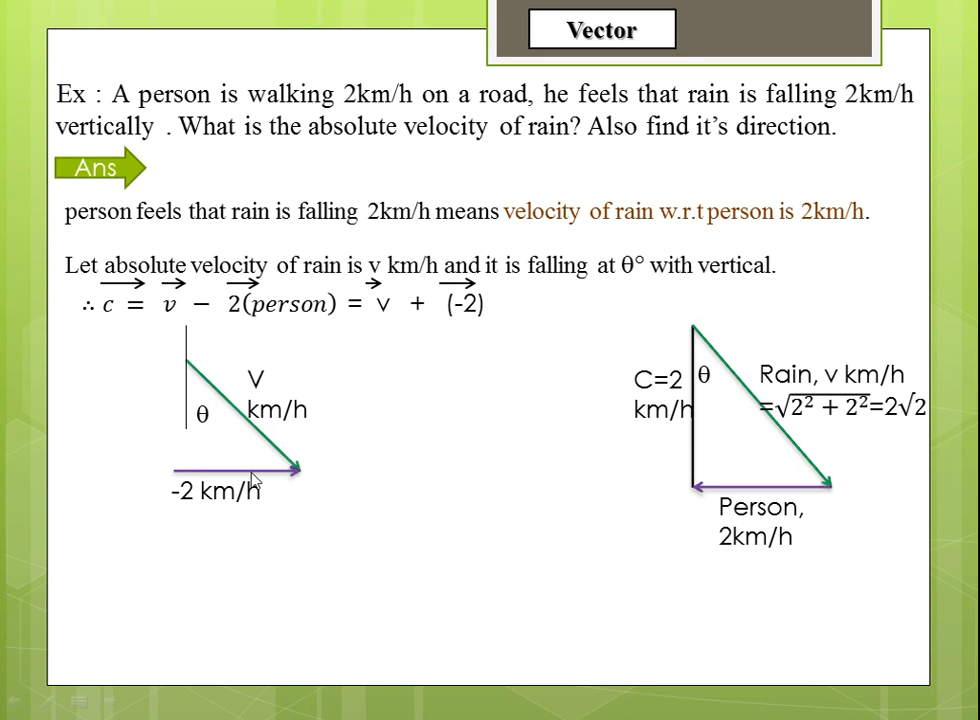 Vector
Ex : A person is walking 2km/h on a road, he feels that rain is falling 2km/h
vertically . What is the absolute velocity of rain? Also find it's direction.
Ans
person feels that rain is falling 2km/h means velocity of rain w.r.t person is 2km/h.
Let absolute velocity of rain is v km/h and it is falling at θ° with vertical.
∴ c = v − 2(person) = v + (-2)
V
km/h
θ
-2 km/h
C=2
km/h
θ
Rain, v km/h
=√2² + 2²=2√2
Person,
2km/h